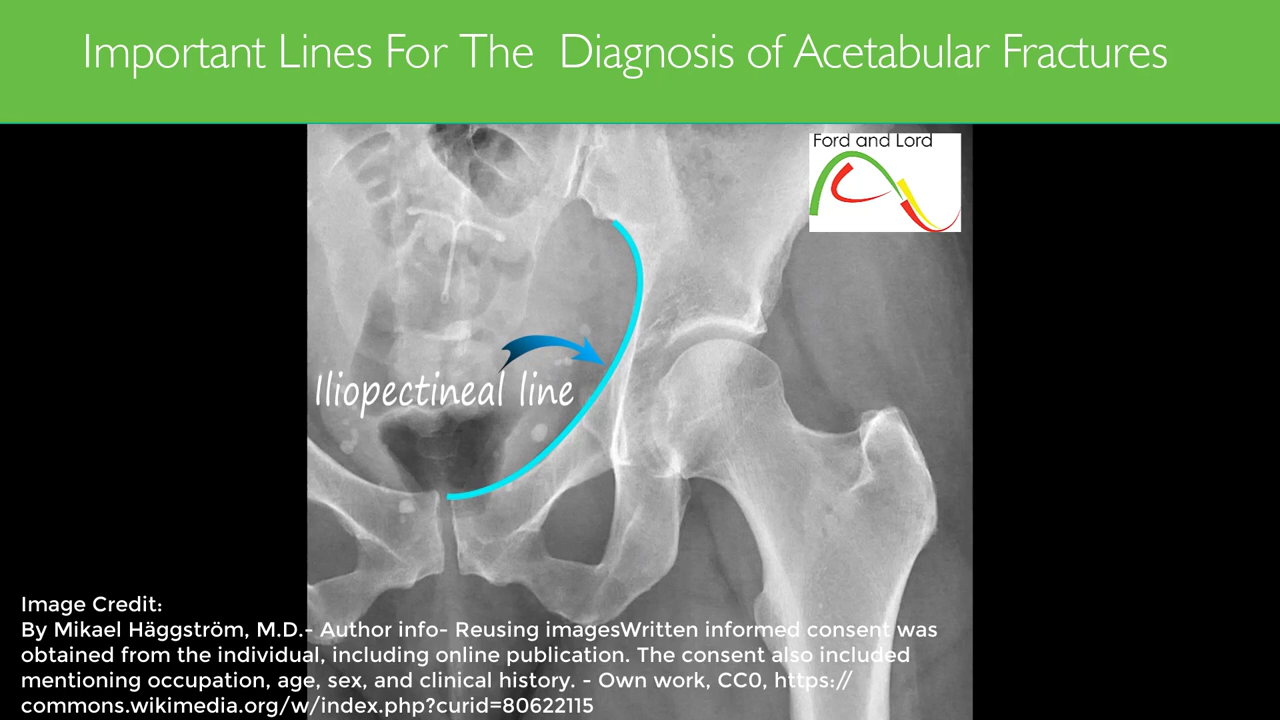 Important Lines For The Diagnosis of Acetabular Fractures
Ford and Lord
Iliopectineal line
Image Credit:
By Mikael Häggström, M.D.- Author info- Reusing imagesWritten informed consent was
obtained from the individual, including online publication. The consent also included
mentioning occupation, age, sex, and clinical history. - Own work, CC0, https://
commons.wikimedia.org/w/index.php?curid=80622115